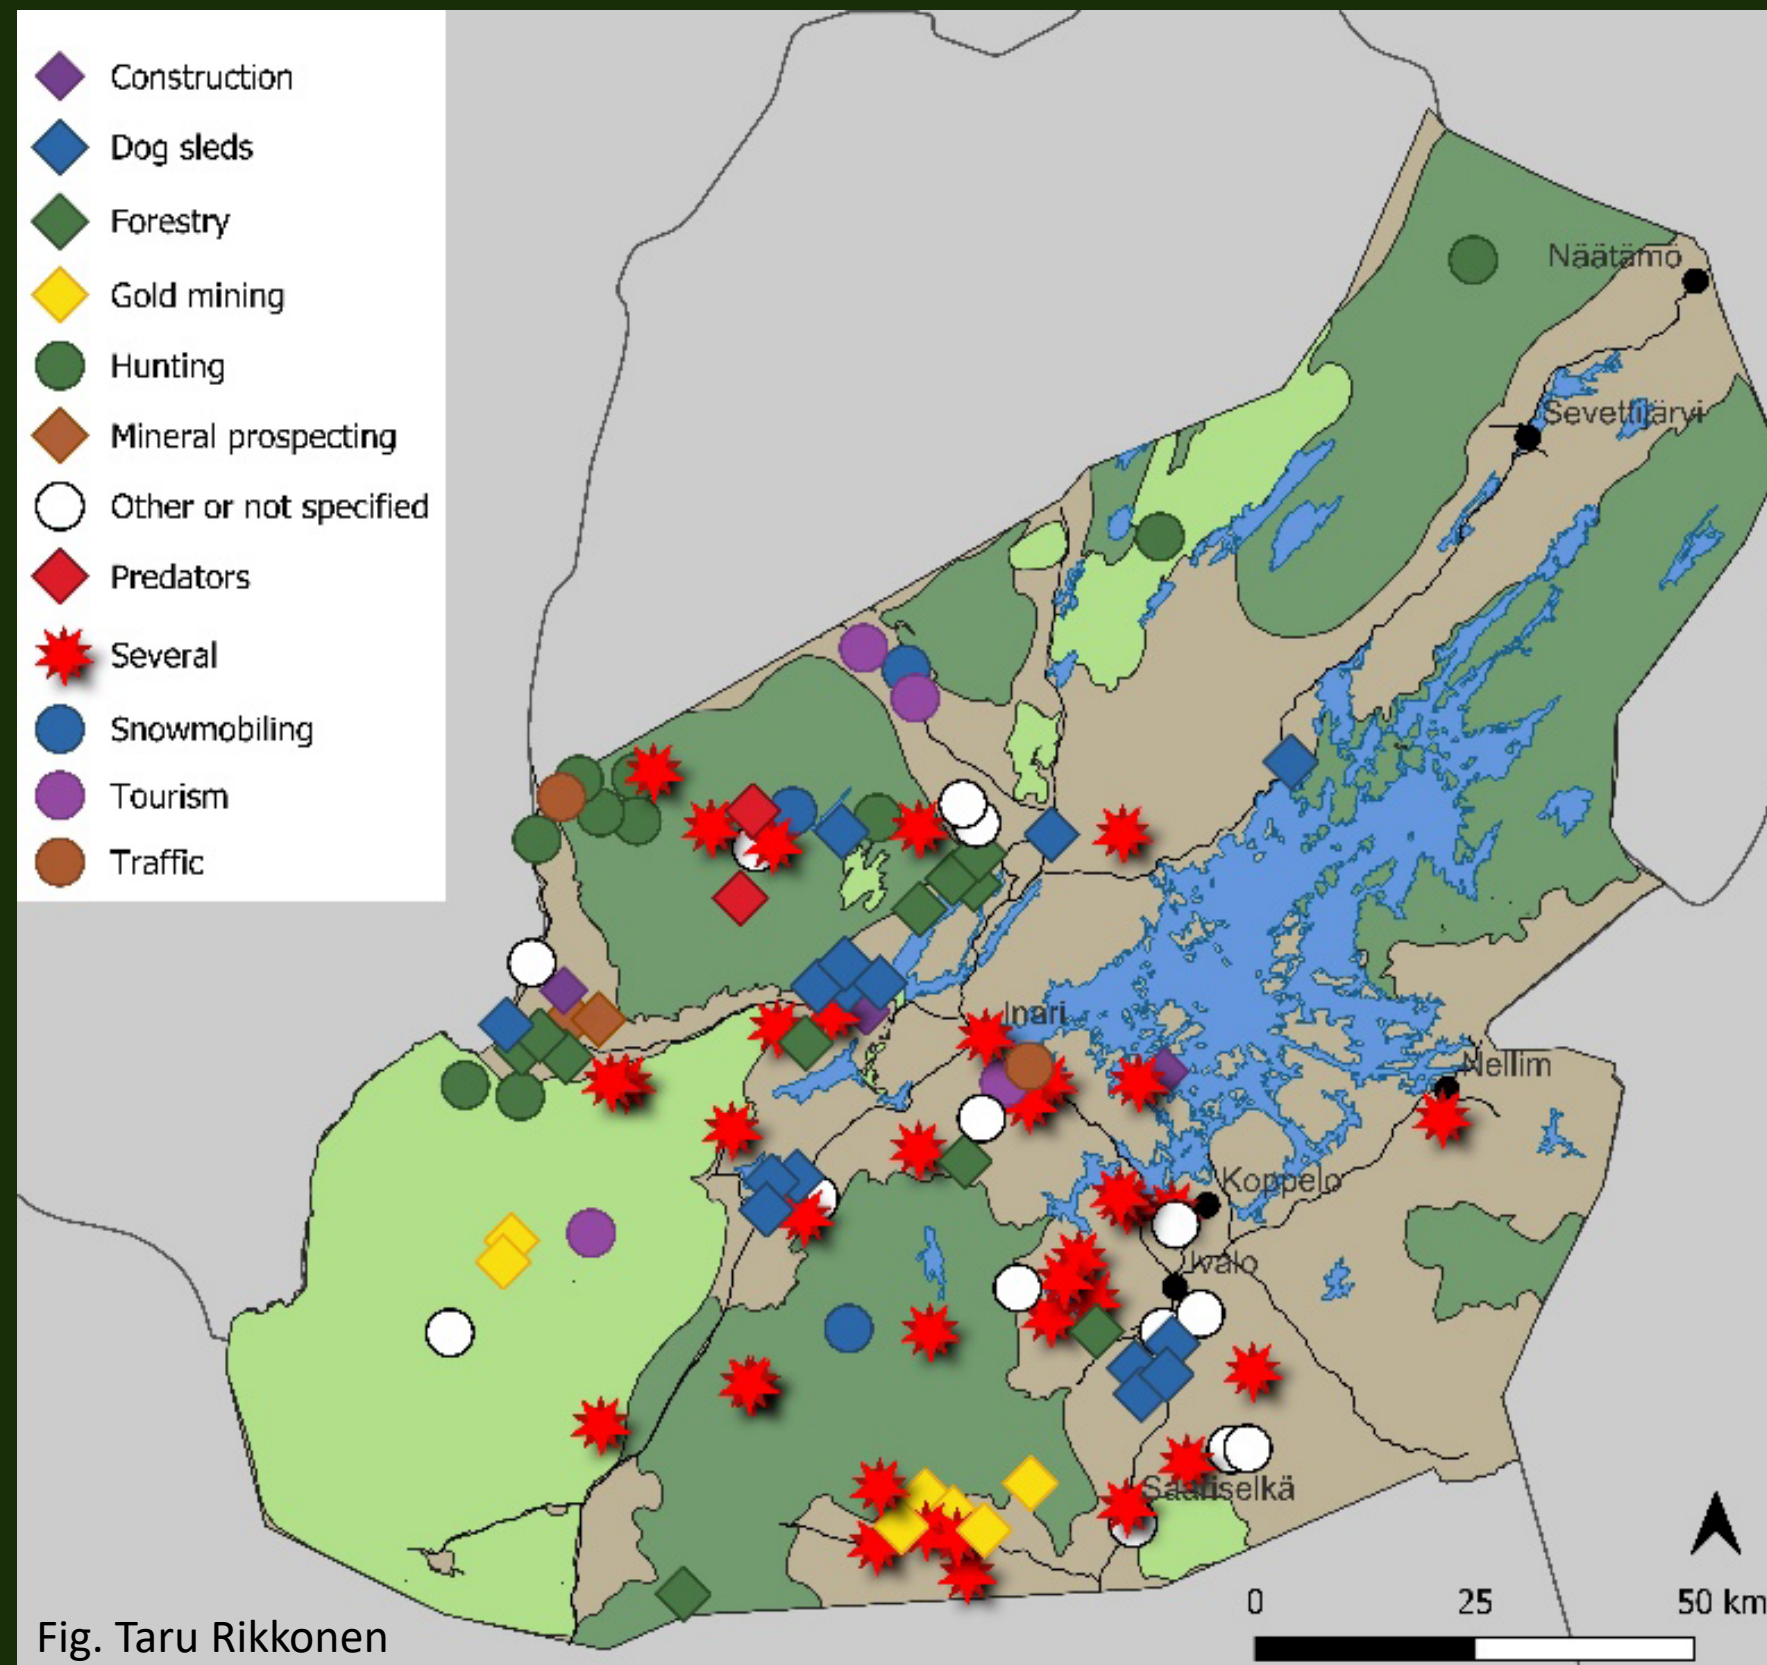 Construction
Dog sleds
Forestry
Gold mining
Hunting
Mineral prospecting
Other or not specified
Predators
Several
Snowmobiling
Tourism
Traffic
Näätämö
Sevettijärvi
Inari
Nellim
Koppelo
Ivalo
Saariselkä
0 25 50 km
Fig. Taru Rikkonen